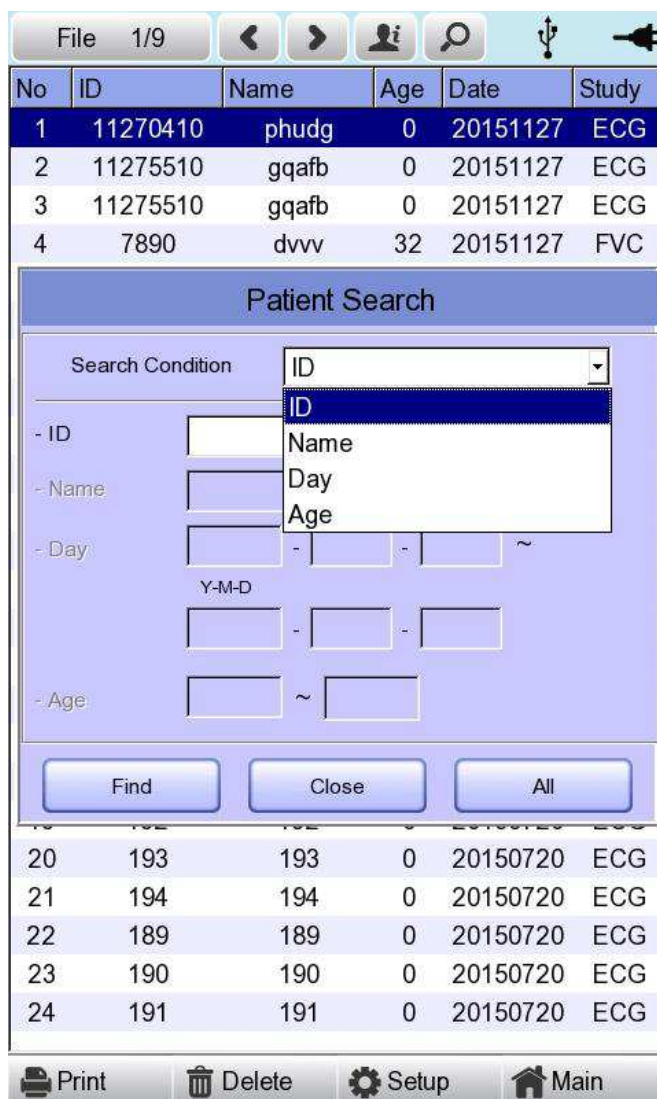 File 1/9
No ID Name Age Date Study
1 11270410 phudg 0 20151127 ECG
2 11275510 gqafb 0 20151127 ECG
3 11275510 gqafb 0 20151127 ECG
4 7890 dvvv 32 20151127 FVC
Patient Search
Search Condition ID
ID
- ID
Name
- Name
Day
Age
- Day - - ~
Y-M-D
- -
- Age ~
Find Close All
20 193 193 0 20150720 ECG
21 194 194 0 20150720 ECG
22 189 189 0 20150720 ECG
23 190 190 0 20150720 ECG
24 191 191 0 20150720 ECG
Print Delete Setup Main